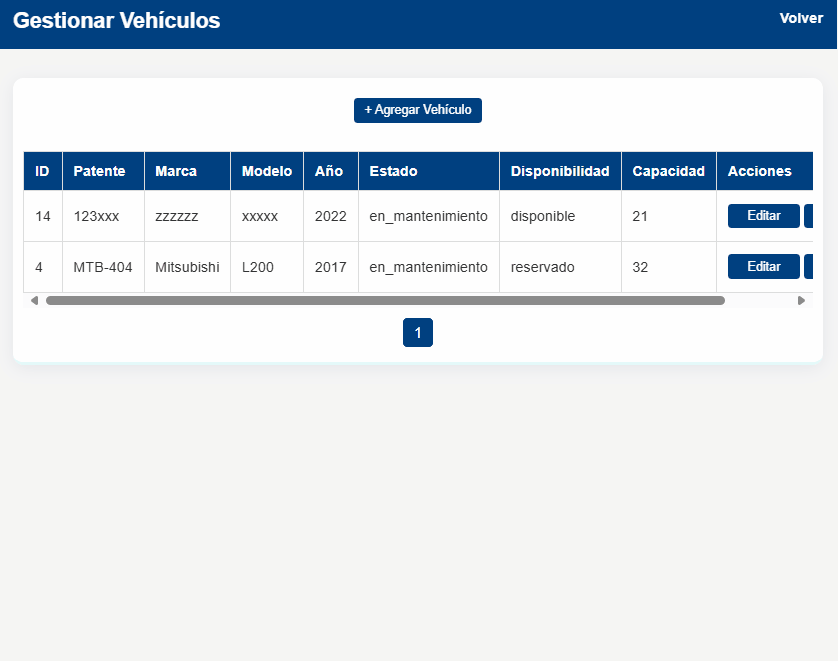 Gestionar Vehículos Volver
+ Agregar Vehículo
ID Patente Marca Modelo Año Estado Disponibilidad Capacidad Acciones
14 123xxx zzzzzz xxxxx 2022 en_mantenimiento disponible 21 Editar
4 MTB-404 Mitsubishi L200 2017 en_mantenimiento reservado 32 Editar
1